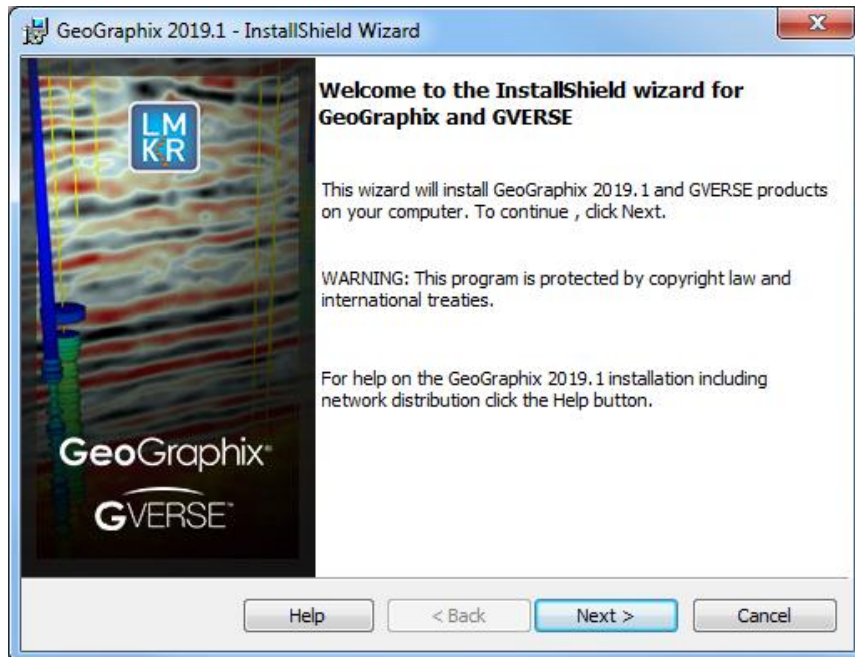 GeoGraphix 2019.1 - InstallShield Wizard
Welcome to the InstallShield wizard for
GeoGraphix and GVERSE
This wizard will install GeoGraphix 2019.1 and GVERSE products
on your computer. To continue , click Next.
WARNING: This program is protected by copyright law and
international treaties.
For help on the GeoGraphix 2019.1 installation including
network distribution click the Help button.
LM
KR
GeoGraphix®
GVERSE™
Help
< Back
Next >
Cancel